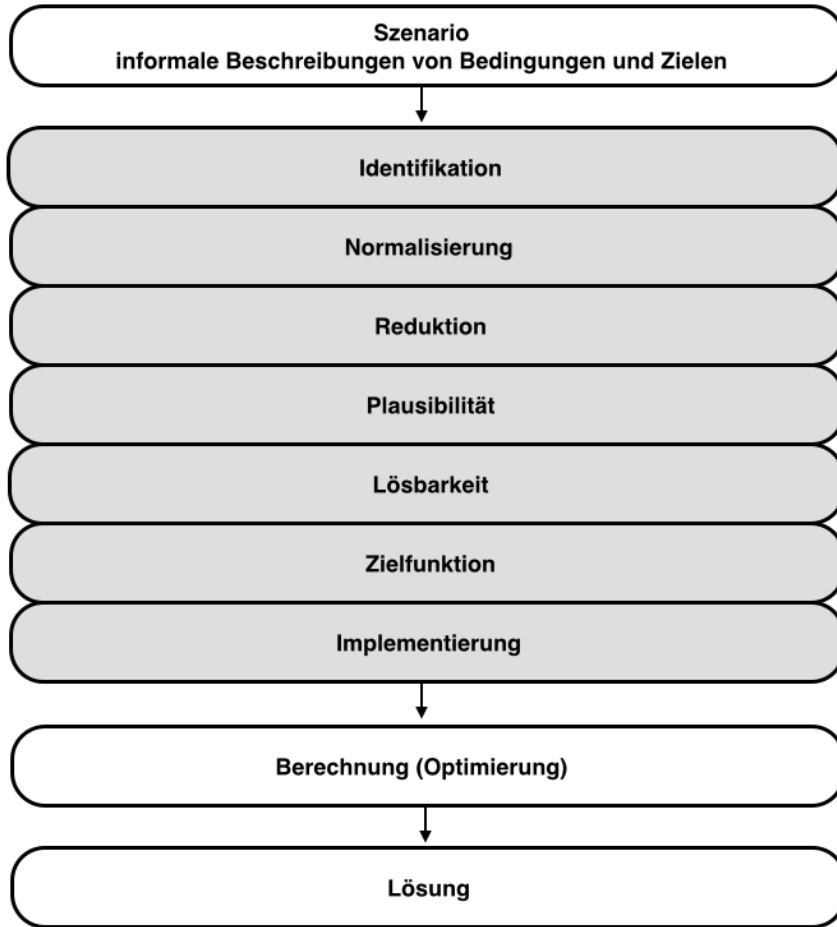 Szenario
informale Beschreibungen von Bedingungen und Zielen
Identifikation
Normalisierung
Reduktion
Plausibilität
Lösbarkeit
Zielfunktion
Implementierung
Berechnung (Optimierung)
Lösung